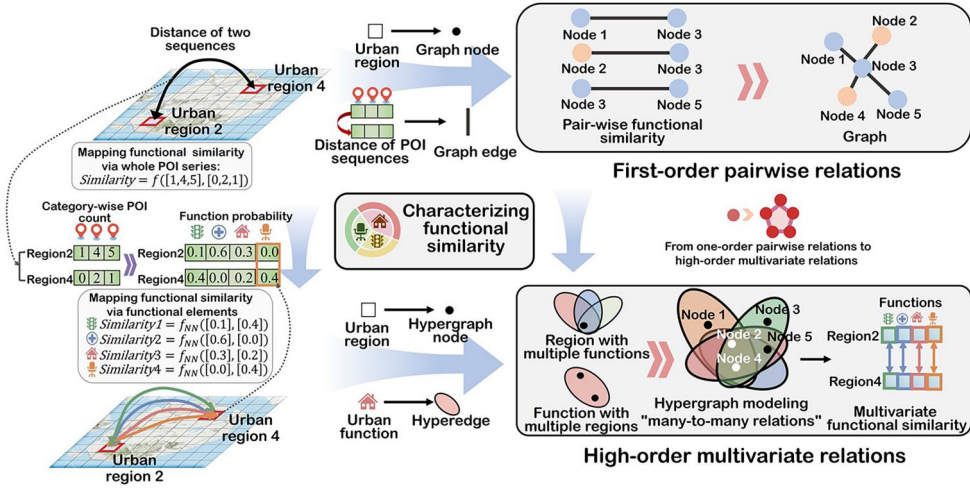 Distance of two
sequences
Urban
region 4
Urban
region 2
Mapping functional similarity
via whole POI series:
Similarity = f([1,4,5], [0,2,1])
Category-wise POI
count
Region2 1 4 5
Region4 0 2 1
Function probability
Region2 0.1 0.6 0.3 0.0
Region4 0.4 0.0 0.2 0.4
Mapping functional similarity
via functional elements
Similarity1 = fNN([0.1], [0.4])
Similarity2 = fNN([0.6], [0.0])
Similarity3 = fNN([0.3], [0.2])
Similarity4 = fNN([0.0], [0.4])
Urban
region 4
Urban
region 2
Urban
region
Graph node
Distance of POI
sequences
Graph edge
Characterizing
functional
similarity
Urban
region
Hypergraph
node
Urban
function
Hyperedge
Node 1
Node 3
Node 2
Node 3
Node 3
Node 5
Pair-wise functional
similarity
Node 2
Node 1
Node 3
Node 4
Node 5
Graph
First-order pairwise relations
From one-order pairwise relations to
high-order multivariate relations
Region with
multiple functions
Function with
multiple regions
Node 1
Node 3
Node 2
Node 5
Node 4
Hypergraph modeling
"many-to-many relations"
Functions
Region2
Region4
Multivariate
functional similarity
High-order multivariate relations